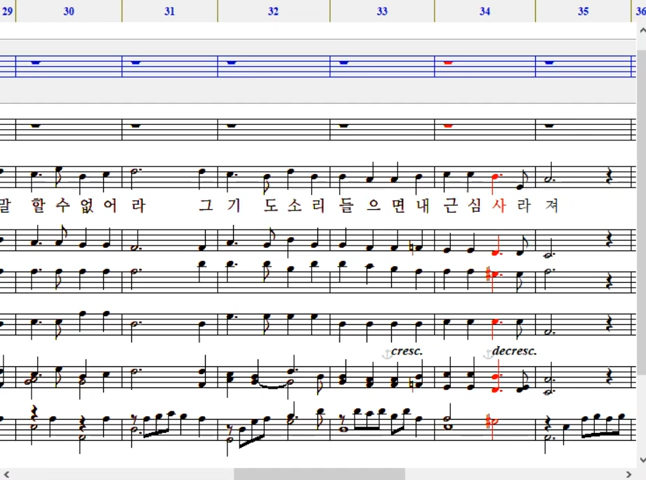 29 30 31 32 33 34 35 36
말 할 수 없 어 라 그 기 도 소 리 들 으 면 내 근 심 사 라 져
cresc. decresc.